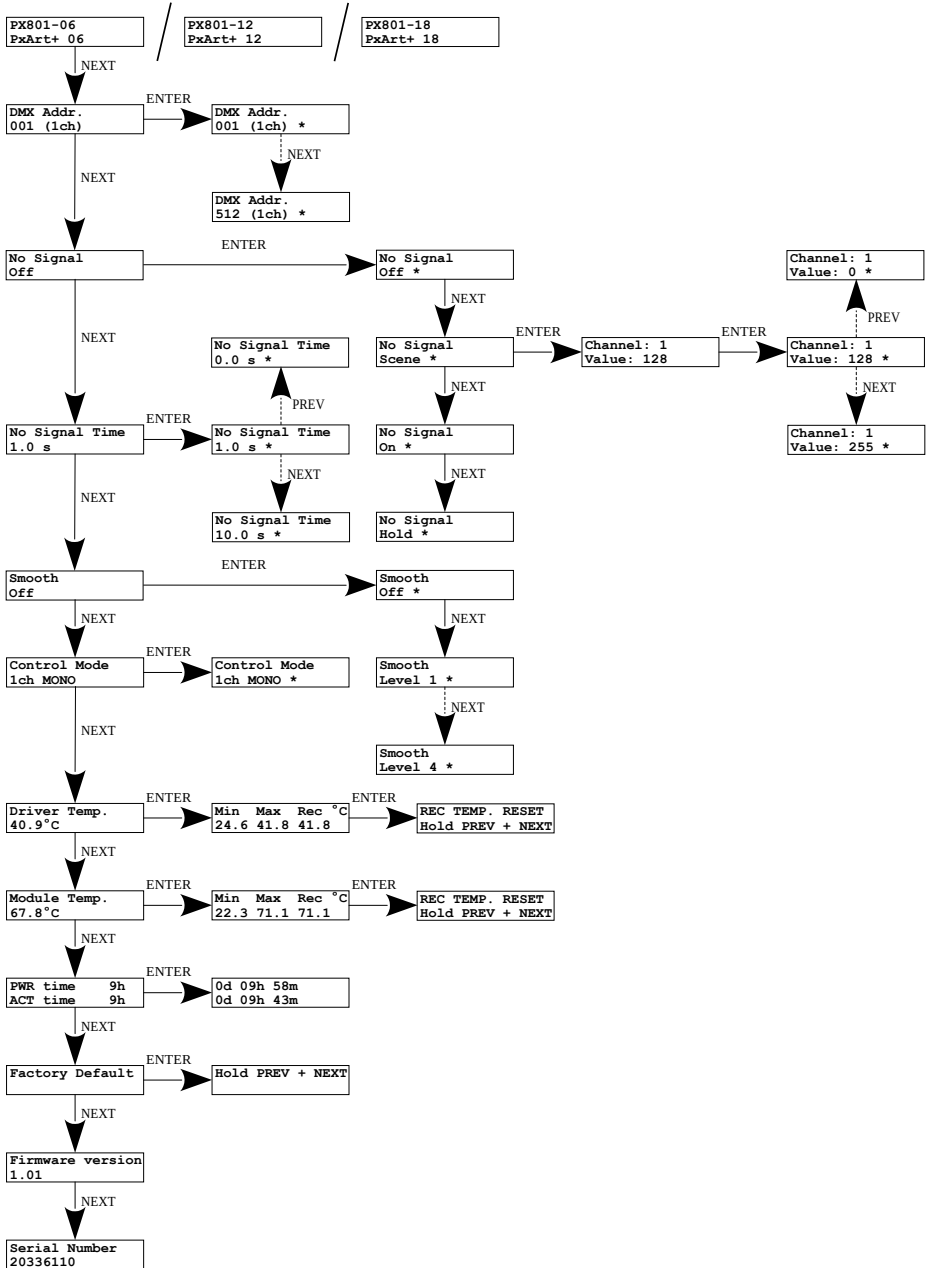 PX801-06
PxArt+ 06
/
PX801-12
PxArt+ 12
/
PX801-18
PxArt+ 18
NEXT
DMX Addr.
001 (1ch)
ENTER
DMX Addr.
001 (1ch) *
NEXT
DMX Addr.
512 (1ch) *
NEXT
No Signal
Off
ENTER
No Signal
Off *
NEXT
No Signal
Scene *
ENTER
Channel: 1
Value: 128
ENTER
Channel: 1
Value: 128 *
PREV
Channel: 1
Value: 0 *
NEXT
Channel: 1
Value: 255 *
NEXT
No Signal
On *
NEXT
No Signal
Hold *
NEXT
No Signal Time
1.0 s
ENTER
No Signal Time
1.0 s *
PREV
No Signal Time
0.0 s *
NEXT
No Signal Time
10.0 s *
NEXT
Smooth
Off
ENTER
Smooth
Off *
NEXT
Smooth
Level 1 *
NEXT
Smooth
Level 4 *
NEXT
Control Mode
1ch MONO
ENTER
Control Mode
1ch MONO *
NEXT
Driver Temp.
40.9°C
ENTER
Min Max Rec °C
24.6 41.8 41.8
ENTER
REC TEMP. RESET
Hold PREV + NEXT
NEXT
Module Temp.
67.8°C
ENTER
Min Max Rec °C
22.3 71.1 71.1
ENTER
REC TEMP. RESET
Hold PREV + NEXT
NEXT
PWR time 9h
ACT time 9h
ENTER
0d 09h 58m
0d 09h 43m
NEXT
Factory Default
ENTER
Hold PREV + NEXT
NEXT
Firmware version
1.01
NEXT
Serial Number
20336110